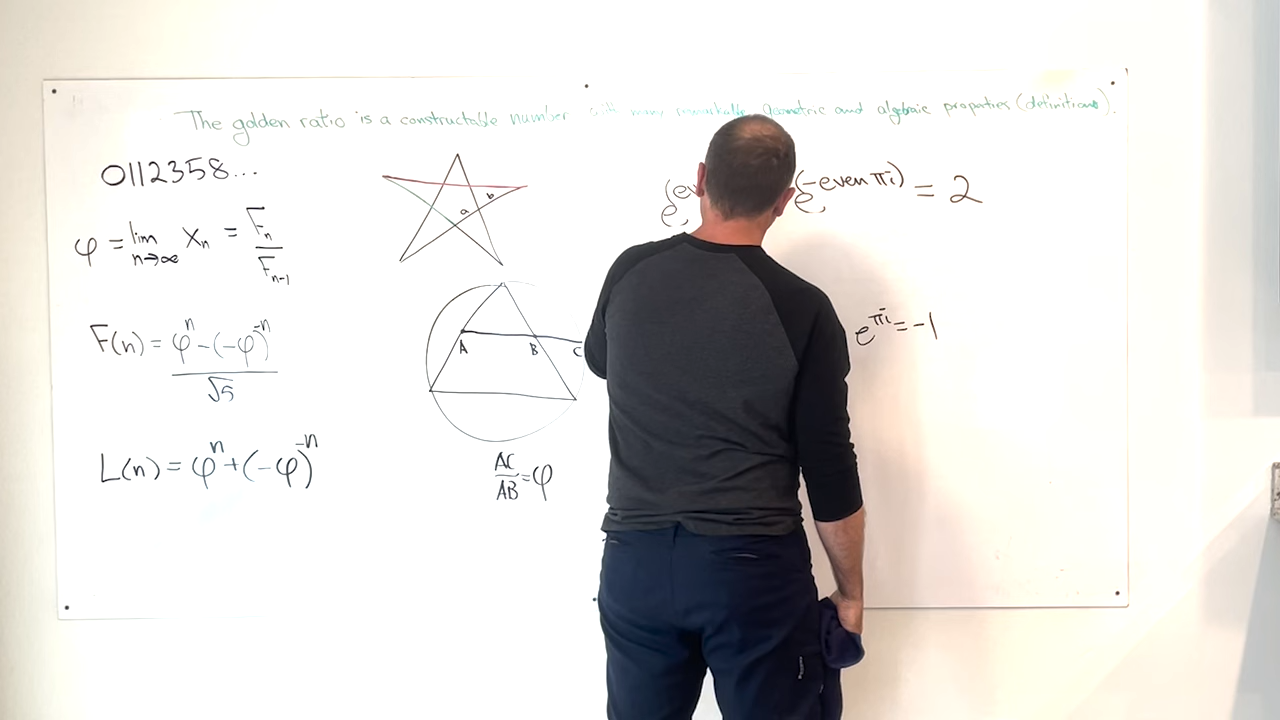 The golden ratio is a constructable number with many remarkable geometric and algebraic properties (definitions).
0112358...
φ = lim n→∞ Xn = Fn / Fn-1
F(n) = φ^n - (-φ)^-n / √5
L(n) = φ^n + (-φ)^-n
a b
A B C
AC / AB = φ
e^(ev e^(-even πi) = 2
e^πi = -1